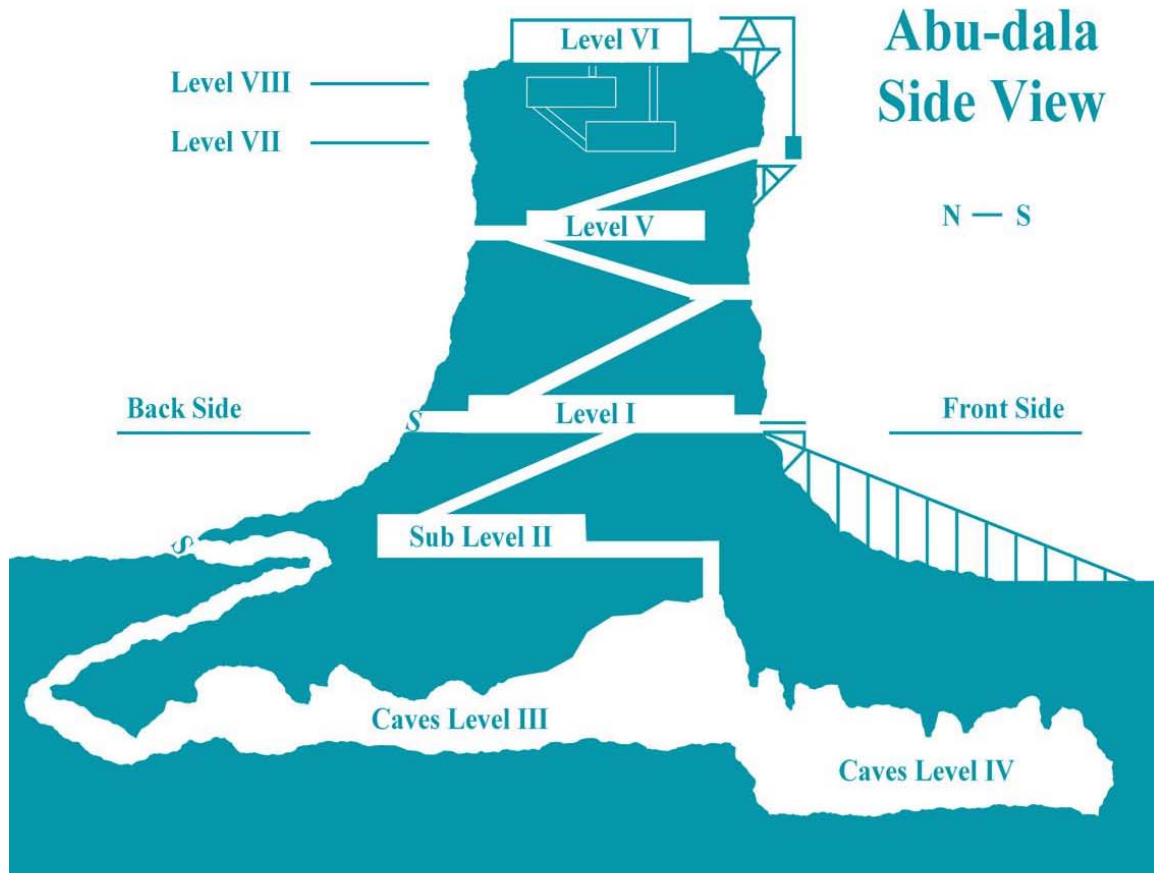 Abu-dala
Side View
Level VI
Level VIII
Level VII
N — S
Level V
Back Side
S
Level I
Front Side
Sub Level II
S
Caves Level III
Caves Level IV